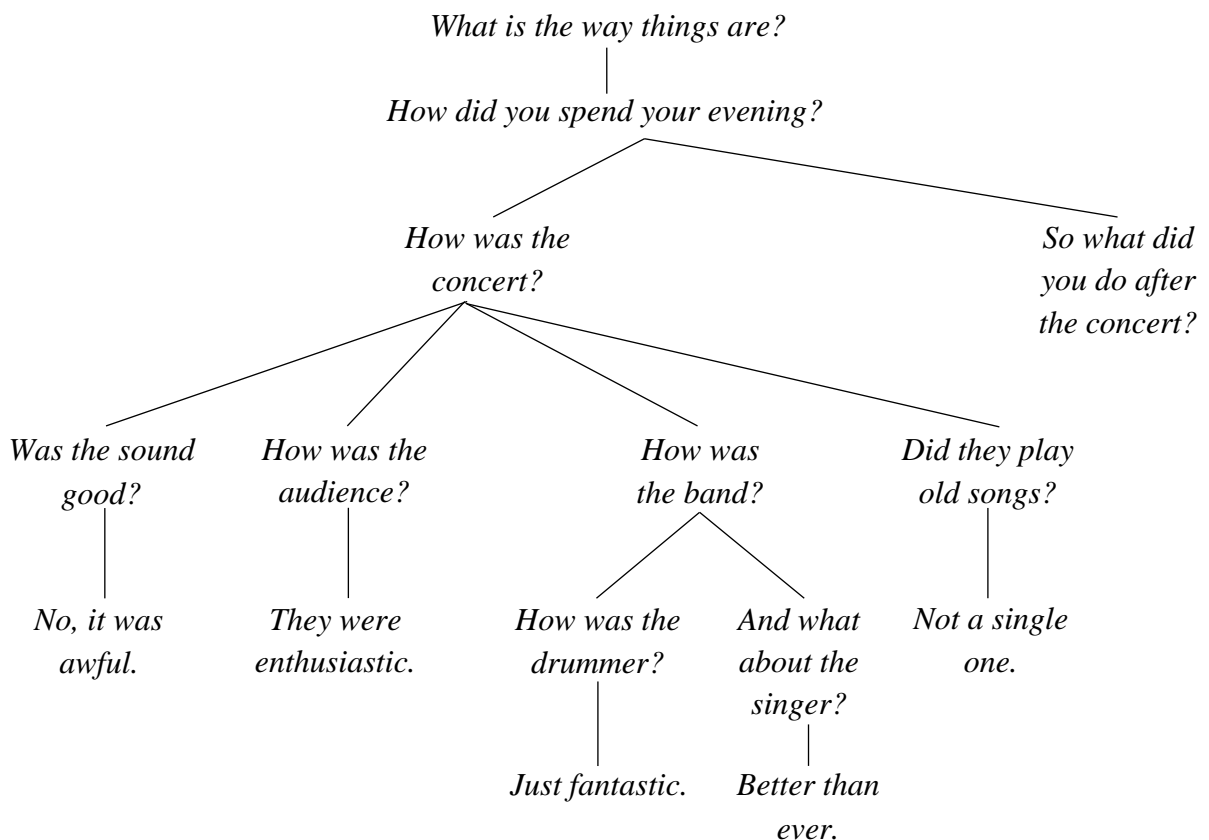 What is the way things are?
How did you spend your evening?
How was the
concert?
So what did
you do after
the concert?
Was the sound
good?
How was the
audience?
How was
the band?
Did they play
old songs?
No, it was
awful.
They were
enthusiastic.
How was the
drummer?
And what
about the
singer?
Not a single
one.
Just fantastic.
Better than
ever.